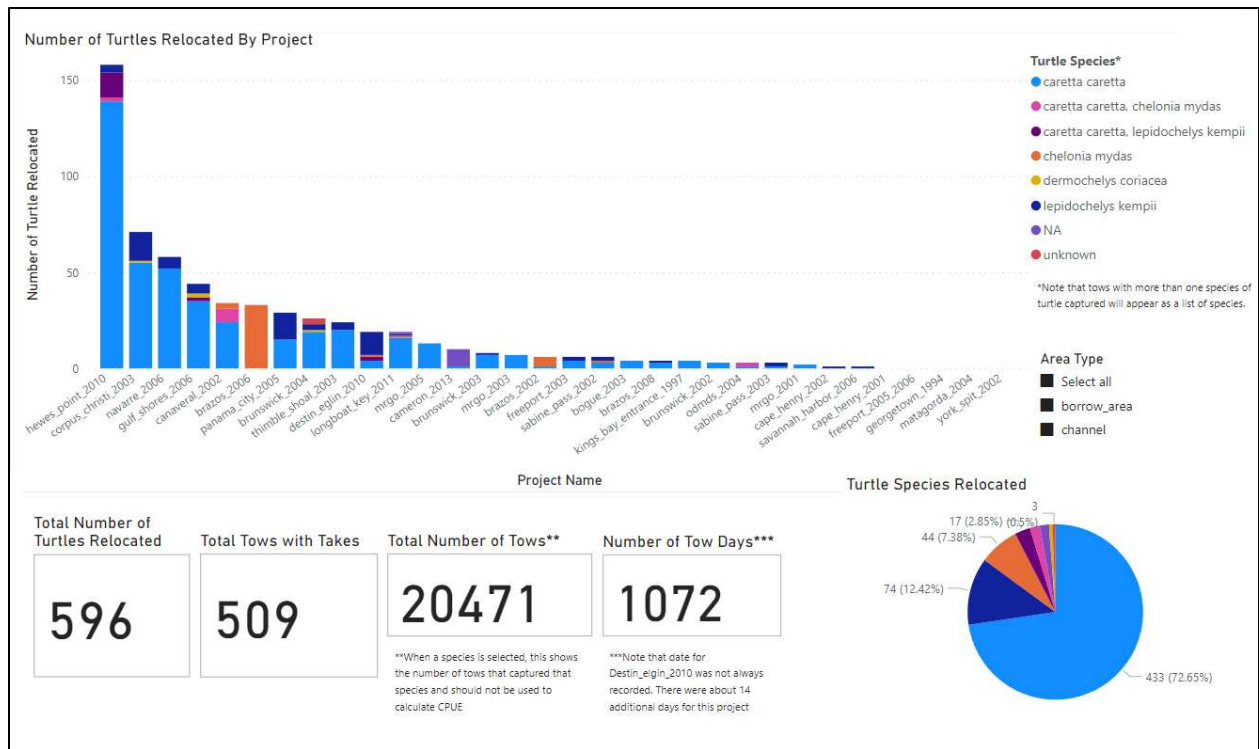 Number of Turtles Relocated By Project
Number of Turtle Relocated
150
100
50
0
hewes_point_2010
corpus_christi_2003
navarre_2006
gulf_shores_2006
canaveral_2002
brazos_2006
panama_city_2005
brunswick_2004
thimble_shoal_2003
destin_eglin_2010
longboat_key_2011
mrgo_2005
cameron_2013
brunswick_2003
mrgo_2003
brazos_2002
freeport_2003
sabine_pass_2002
bogue_2003
brazos_2008
kings_bay_entrance_1997
brunswick_2002
odmds_2004
sabine_pass_2003
mrgo_2001
cape_henry_2002
savannah_harbor_2006
cape_henry_2001
freeport_2005_2006
georgetown_1994
matagorda_2004
york_spit_2002
Project Name
Turtle Species*
caretta caretta
caretta caretta, chelonia mydas
caretta caretta, lepidochelys kempii
chelonia mydas
dermochelys coriacea
lepidochelys kempii
NA
unknown
*Note that tows with more than one species of
turtle captured will appear as a list of species.
Area Type
Select all
borrow_area
channel
Total Number of
Turtles Relocated
596
Total Tows with Takes
509
Total Number of Tows**
20471
**When a species is selected, this shows
the number of tows that captured that
species and should not be used to
calculate CPUE
Number of Tow Days***
1072
***Note that date for
Destin_elgin_2010 was not always
recorded. There were about 14
additional days for this project
Turtle Species Relocated
3
(0.5%)
17 (2.85%)
44 (7.38%)
74 (12.42%)
433 (72.65%)